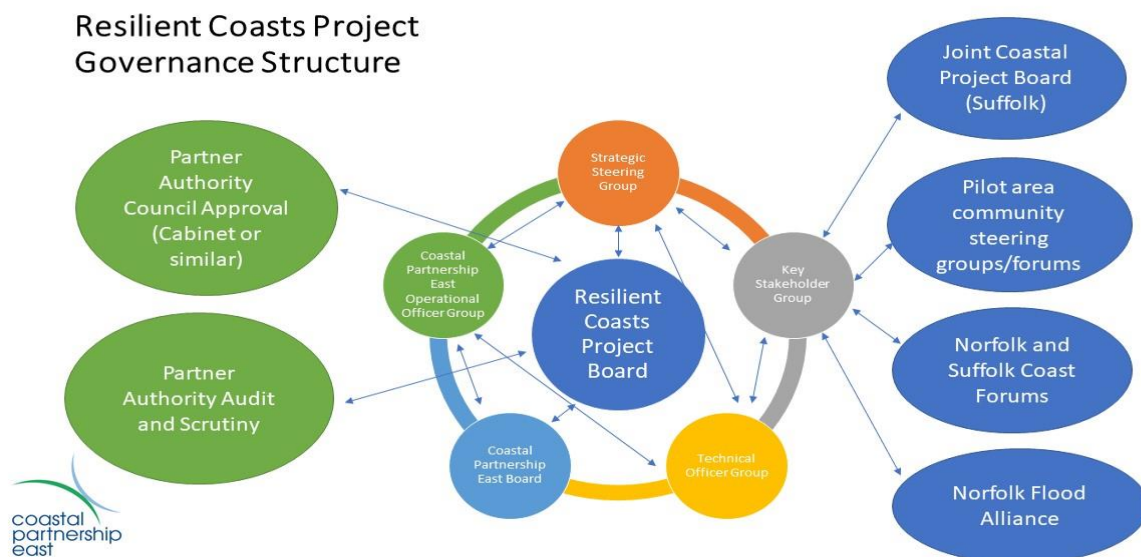 Resilient Coasts Project
Governance Structure
Partner
Authority
Council Approval
(Cabinet or
similar)
Partner
Authority Audit
and Scrutiny
Strategic
Steering
Group
Coastal
Partnership
East
Operational
Officer Group
Key
Stakeholder
Group
Resilient
Coasts
Project
Board
Coastal
Partnership
East Board
Technical
Officer Group
Joint Coastal
Project Board
(Suffolk)
Pilot area
community
steering
groups/forums
Norfolk and
Suffolk Coast
Forums
Norfolk Flood
Alliance
coastal
partnership
east